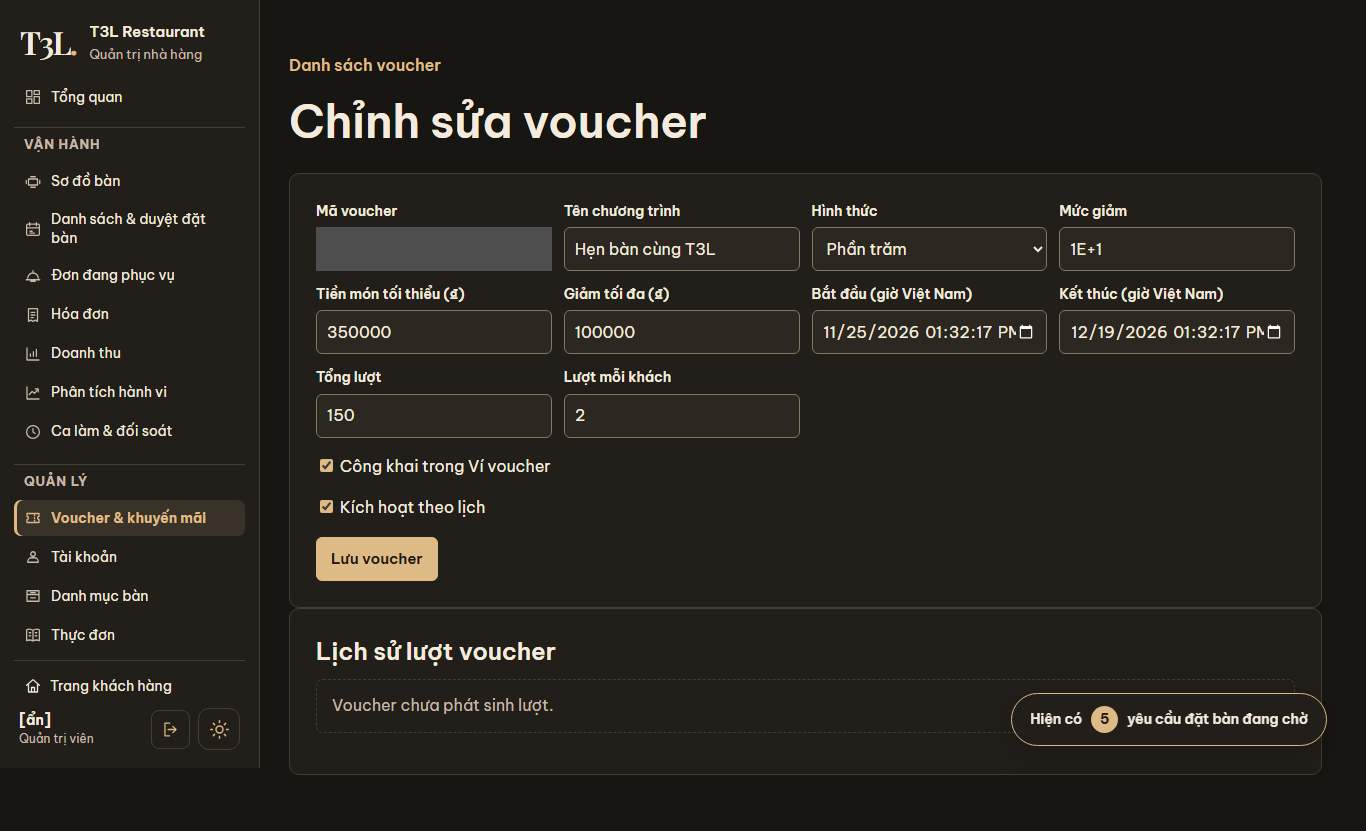 T3L.
T3L Restaurant
Quản trị nhà hàng
Tổng quan
VẬN HÀNH
Sơ đồ bàn
Danh sách & duyệt đặt
bàn
Đơn đang phục vụ
Hóa đơn
Doanh thu
Phân tích hành vi
Ca làm & đối soát
QUẢN LÝ
Voucher & khuyến mãi
Tài khoản
Danh mục bàn
Thực đơn
Trang khách hàng
[ẩn]
Quản trị viên
Danh sách voucher
Chỉnh sửa voucher
Mã voucher
Tên chương trình
Hẹn bàn cùng T3L
Hình thức
Phần trăm
Mức giảm
1E+1
Tiền món tối thiểu (₫)
350000
Giảm tối đa (₫)
100000
Bắt đầu (giờ Việt Nam)
11/25/2026 01:32:17 PM
Kết thúc (giờ Việt Nam)
12/19/2026 01:32:17 PM
Tổng lượt
150
Lượt mỗi khách
2
Công khai trong Ví voucher
Kích hoạt theo lịch
Lưu voucher
Lịch sử lượt voucher
Voucher chưa phát sinh lượt.
Hiện có 5 yêu cầu đặt bàn đang chờ